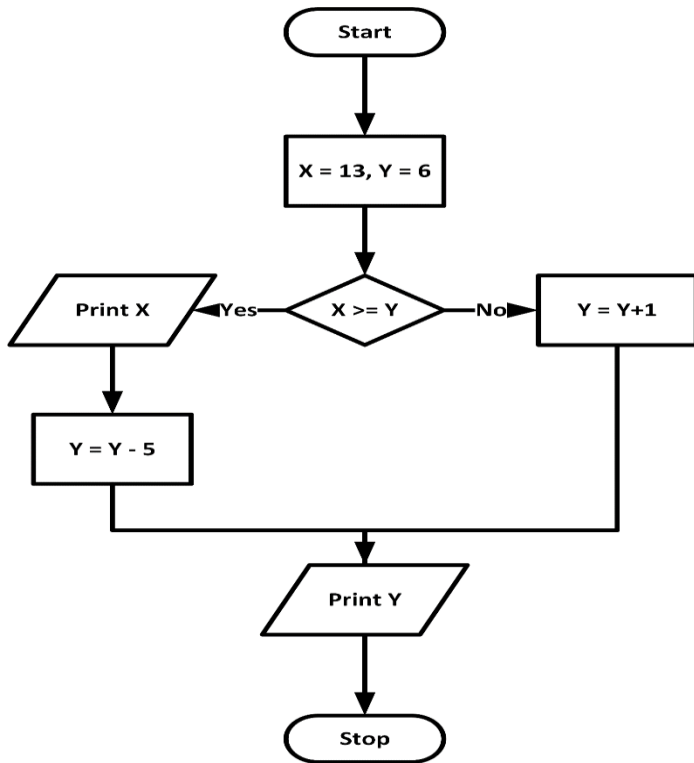 Start
X = 13, Y = 6
Print X
Yes
X >= Y
No
Y = Y+1
Y = Y - 5
Print Y
Stop